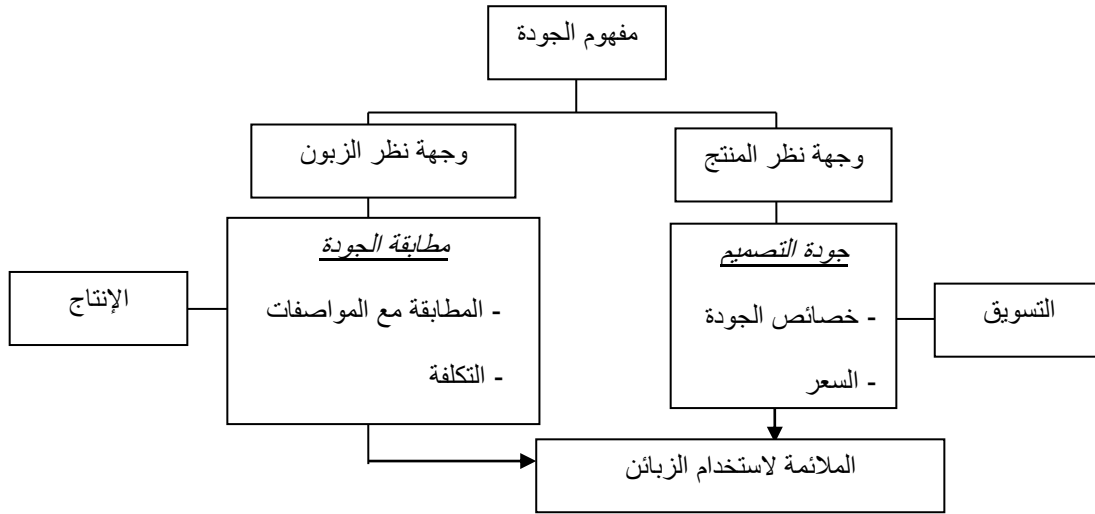 مفهوم الجودة
وجهة نظر المنتج
وجهة نظر الزبون
جودة التصميم
- خصائص الجودة
- السعر
مطابقة الجودة
- المطابقة مع المواصفات
- التكلفة
التسويق
الإنتاج
الملائمة لاستخدام الزبائن